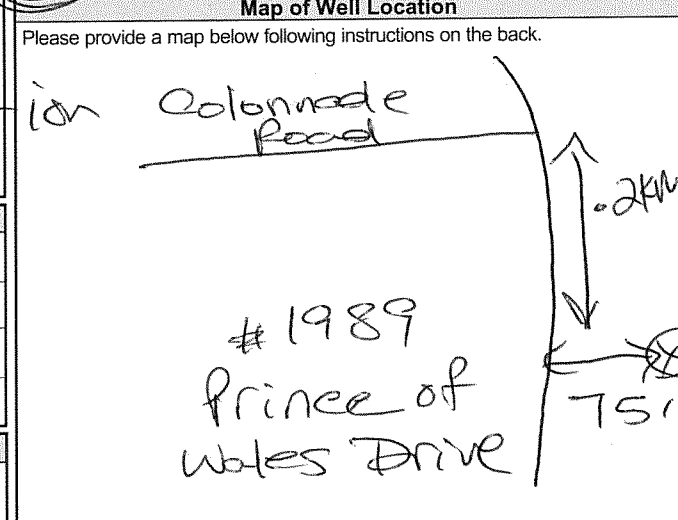 Map of Well Location
Please provide a map below following instructions on the back.
ion Colonnade
Road
.2km
#1989
Prince of
Wales Drive
75'